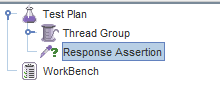 Test Plan
Thread Group
Response Assertion
WorkBench